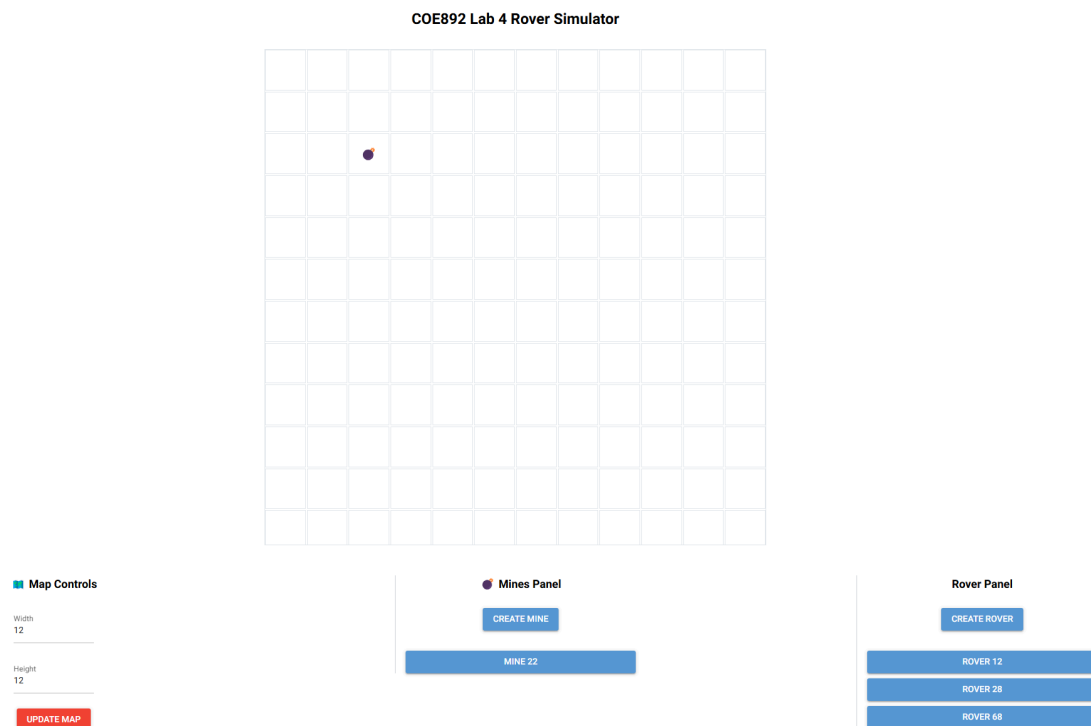 COE892 Lab 4 Rover Simulator
Map Controls
Width
12
Height
12
UPDATE MAP
Mines Panel
CREATE MINE
MINE 22
Rover Panel
CREATE ROVER
ROVER 12
ROVER 28
ROVER 68